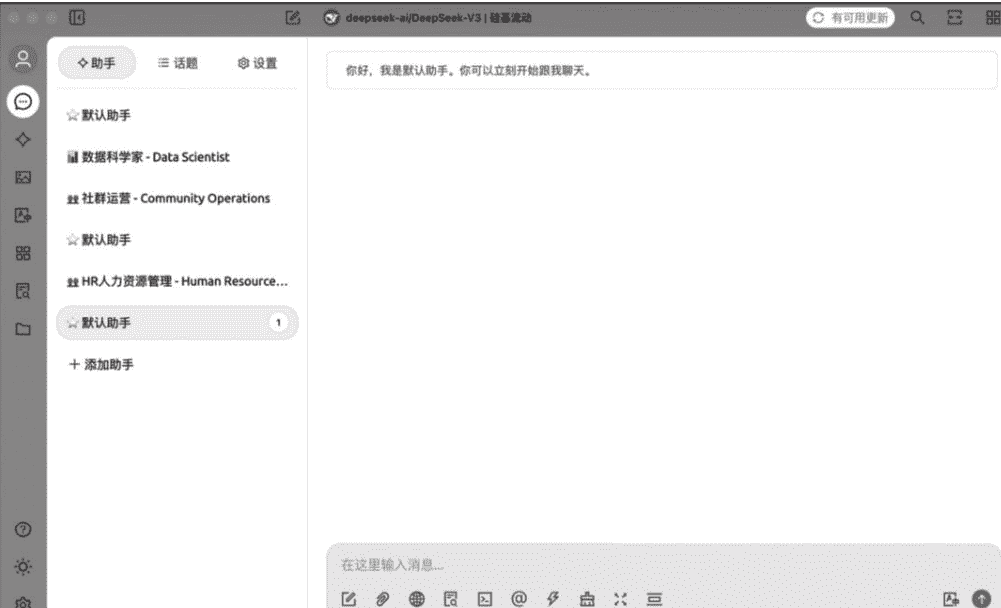 deepseek-ai/DeepSeek-V3 | 硅基流动
有可用更新
助手
话题
设置
默认助手
数据科学家 - Data Scientist
社群运营 - Community Operations
默认助手
HR人力资源管理 - Human Resource...
默认助手
1
+ 添加助手
你好，我是默认助手。你可以立刻开始跟我聊天。
在这里输入消息...